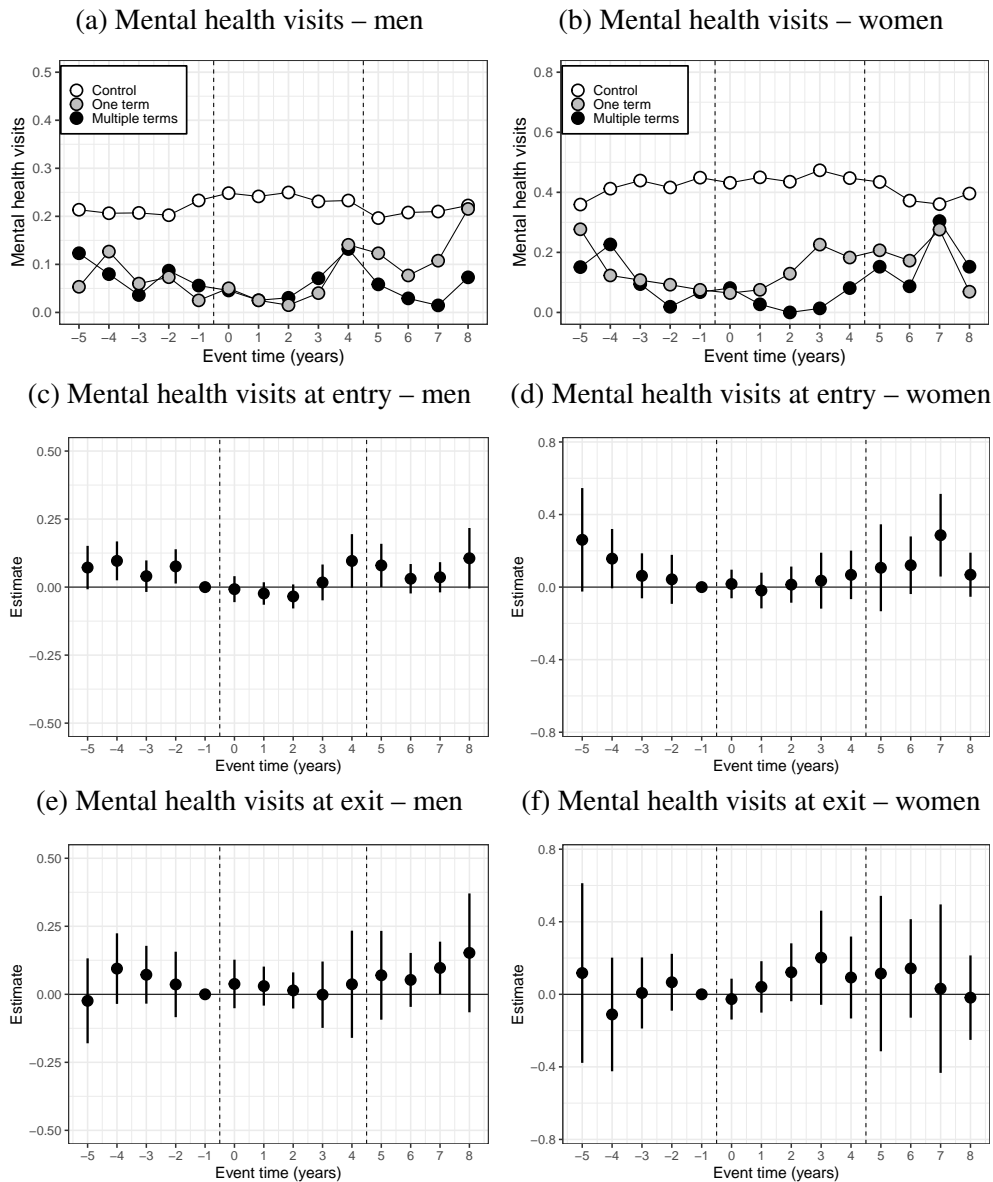 (a) Mental health visits – men
(b) Mental health visits – women
Mental health visits
0.5
0.4
0.3
0.2
0.1
0.0
Control
One term
Multiple terms
−5 −4 −3 −2 −1 0 1 2 3 4 5 6 7 8
Event time (years)
Mental health visits
0.8
0.6
0.4
0.2
0.0
Control
One term
Multiple terms
−5 −4 −3 −2 −1 0 1 2 3 4 5 6 7 8
Event time (years)
(c) Mental health visits at entry – men
(d) Mental health visits at entry – women
Estimate
0.50
0.25
0.00
−0.25
−0.50
−5 −4 −3 −2 −1 0 1 2 3 4 5 6 7 8
Event time (years)
Estimate
0.8
0.4
0.0
−0.4
−0.8
−5 −4 −3 −2 −1 0 1 2 3 4 5 6 7 8
Event time (years)
(e) Mental health visits at exit – men
(f) Mental health visits at exit – women
Estimate
0.50
0.25
0.00
−0.25
−0.50
−5 −4 −3 −2 −1 0 1 2 3 4 5 6 7 8
Event time (years)
Estimate
0.8
0.4
0.0
−0.4
−0.8
−5 −4 −3 −2 −1 0 1 2 3 4 5 6 7 8
Event time (years)